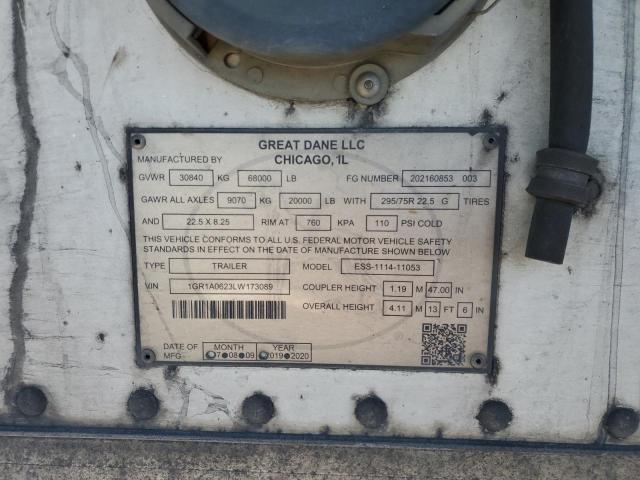 GREAT DANE LLC
MANUFACTURED BY CHICAGO, IL
GVWR 30840 KG 68000 LB FG NUMBER 202160853 003
GAWR ALL AXLES 9070 KG 20000 LB WITH 295/75R 22.5 G TIRES
AND 22.5 X 8.25 RIM AT 760 KPA 110 PSI COLD
THIS VEHICLE CONFORMS TO ALL U.S. FEDERAL MOTOR VEHICLE SAFETY
STANDARDS IN EFFECT ON THE DATE OF MANUFACTURE SHOWN BELOW
TYPE TRAILER MODEL ESS-1114-11053
VIN 1GR1A0623LW173089 COUPLER HEIGHT 1.19 M 47.00 IN
OVERALL HEIGHT 4.11 M 13 FT 6 IN
DATE OF MFG. MONTH YEAR
7 08 09 2019 2020